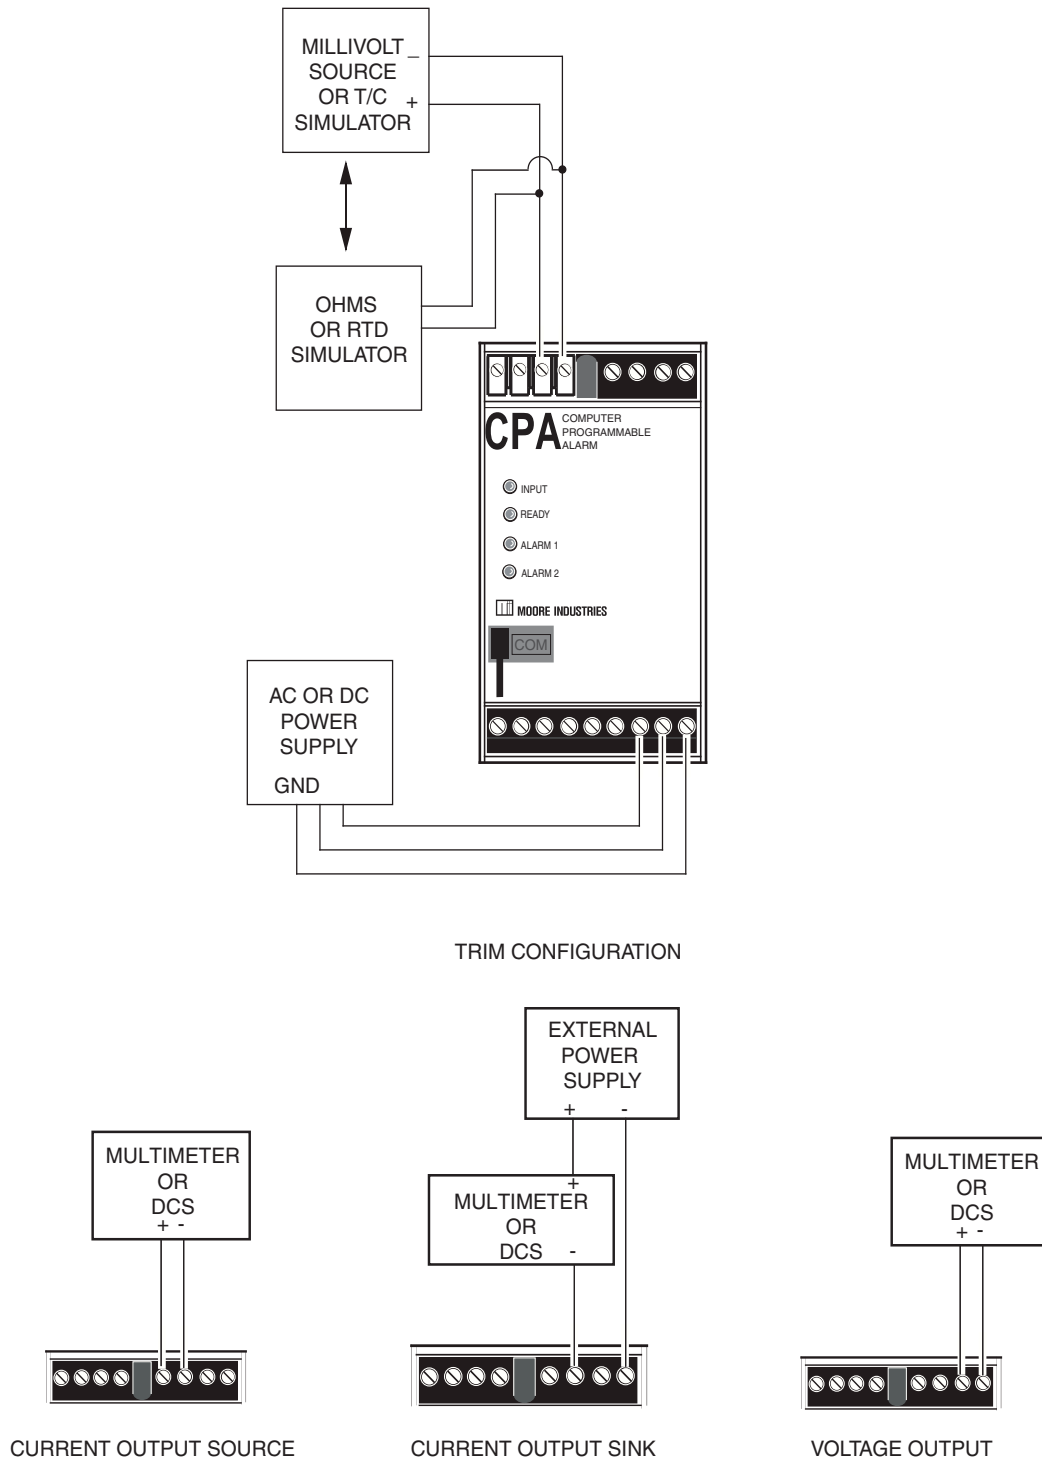 MILLIVOLT –
SOURCE
OR T/C +
SIMULATOR
OHMS
OR RTD
SIMULATOR
CPA COMPUTER
PROGRAMMABLE
ALARM
INPUT
READY
ALARM 1
ALARM 2
MOORE INDUSTRIES
COM
AC OR DC
POWER
SUPPLY
GND
TRIM CONFIGURATION
EXTERNAL
POWER
SUPPLY
+ -
MULTIMETER
OR
DCS
+ -
+
MULTIMETER
OR
DCS -
MULTIMETER
OR
DCS
+ -
CURRENT OUTPUT SOURCE
CURRENT OUTPUT SINK
VOLTAGE OUTPUT